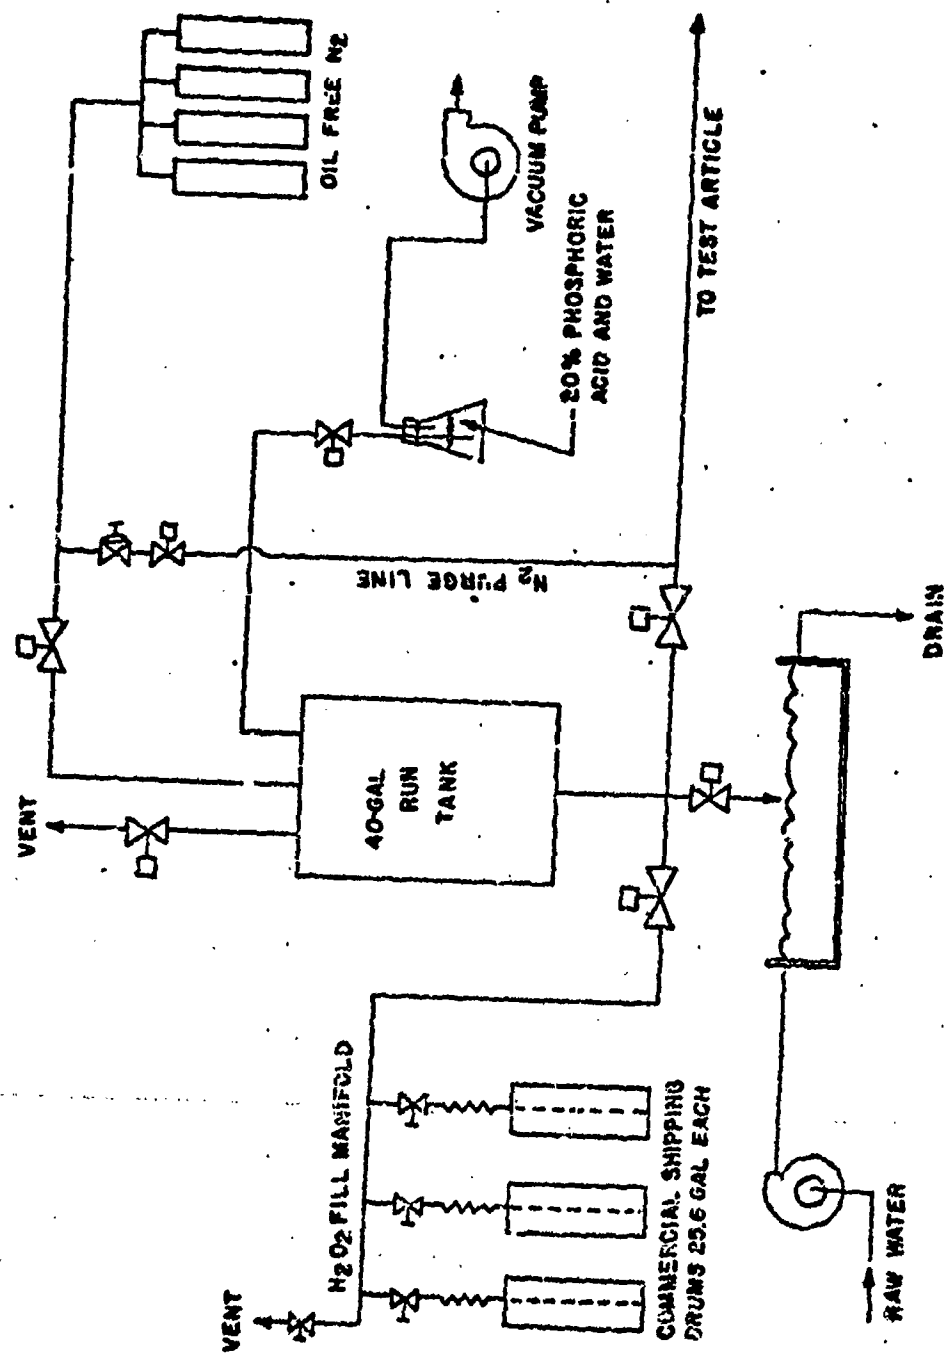 VENT
OIL FREE N2
VACUUM PUMP
20% PHOSPHORIC
ACID AND WATER
N2 PURGE LINE
TO TEST ARTICLE
40-GAL
RUN
TANK
VENT
H2O2 FILL MANIFOLD
COMMERCIAL SHIPPING
DRUMS 25.6 GAL EACH
DRAIN
RAW WATER